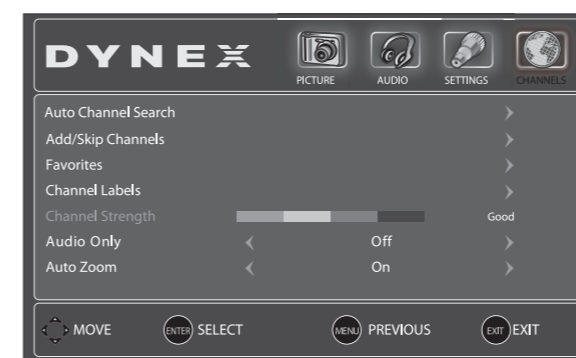 DYNEX
PICTURE AUDIO SETTINGS CHANNELS
Auto Channel Search
Add/Skip Channels
Favorites
Channel Labels
Channel Strength Good
Audio Only Off
Auto Zoom On
MOVE ENTER SELECT MENU PREVIOUS EXIT EXIT